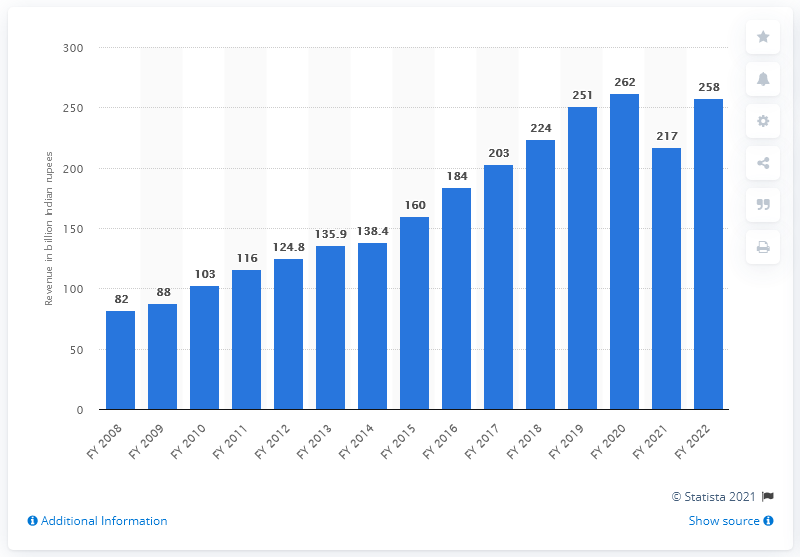 300
250
200
150
100
50
0
Revenue in billion Indian rupees
82
88
103
116
124.8
135.9
138.4
160
184
203
224
251
262
217
258
FY 2008
FY 2009
FY 2010
FY 2011
FY 2012
FY 2013
FY 2014
FY 2015
FY 2016
FY 2017
FY 2018
FY 2019
FY 2020
FY 2021
FY 2022
© Statista 2021
Additional Information
Show source